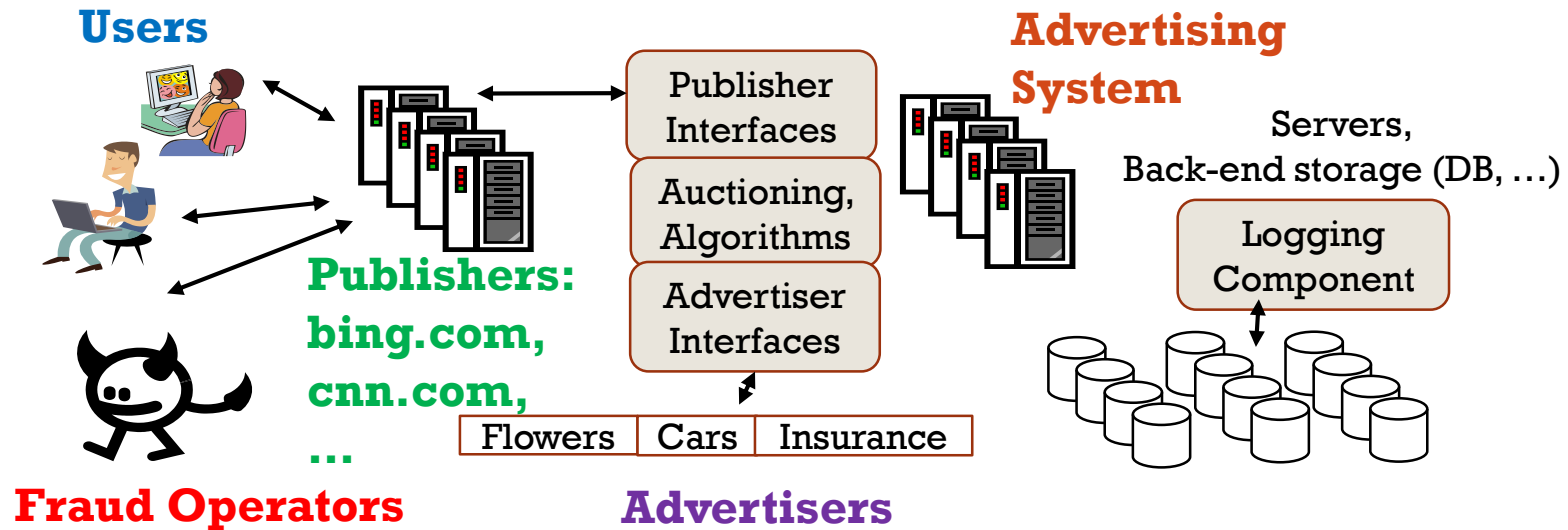 Users
Publishers:
bing.com,
cnn.com,
...
Fraud Operators
Publisher
Interfaces
Auctioning,
Algorithms
Advertiser
Interfaces
Flowers Cars Insurance
Advertisers
Advertising
System
Servers,
Back-end storage (DB, ...)
Logging
Component